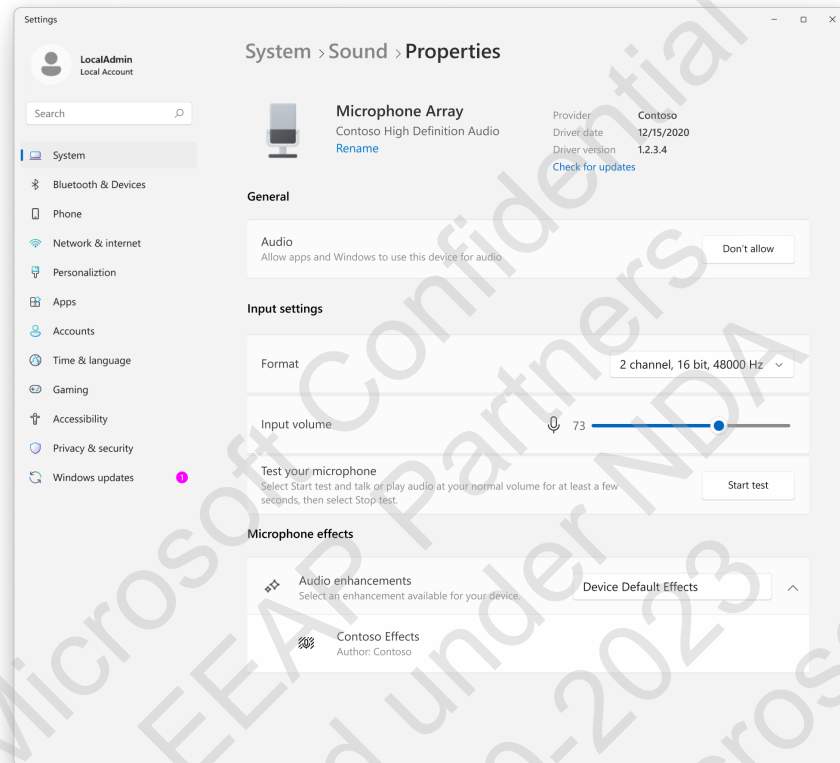 Settings
LocalAdmin
Local Account
Search
System
Bluetooth & Devices
Phone
Network & internet
Personaliztion
Apps
Accounts
Time & language
Gaming
Accessibility
Privacy & security
Windows updates
1
System > Sound > Properties
Microphone Array
Contoso High Definition Audio
Rename
Provider Contoso
Driver date 12/15/2020
Driver version 1.2.3.4
Check for updates
General
Audio
Allow apps and Windows to use this device for audio
Don't allow
Input settings
Format
2 channel, 16 bit, 48000 Hz
Input volume
73
Test your microphone
Select Start test and talk or play audio at your normal volume for at least a few
seconds, then select Stop test.
Start test
Microphone effects
Audio enhancements
Select an enhancement available for your device.
Device Default Effects
Contoso Effects
Author: Contoso
Microsoft Confidential
EEAP Partners
under NDA
-2023